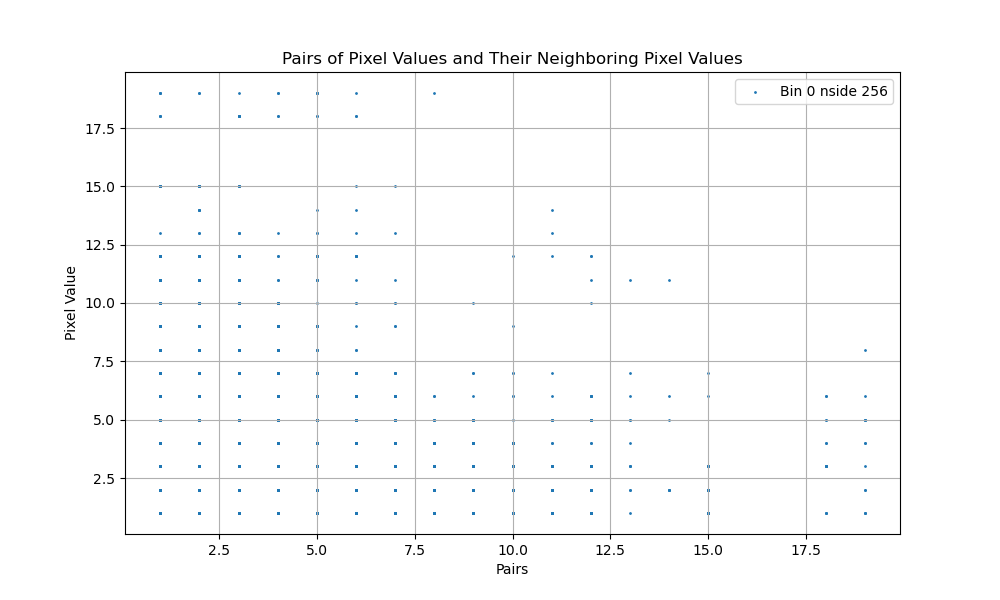 Pairs of Pixel Values and Their Neighboring Pixel Values
Bin 0 nside 256
17.5
15.0
12.5
10.0
7.5
5.0
2.5
Pixel Value
2.5 5.0 7.5 10.0 12.5 15.0 17.5
Pairs